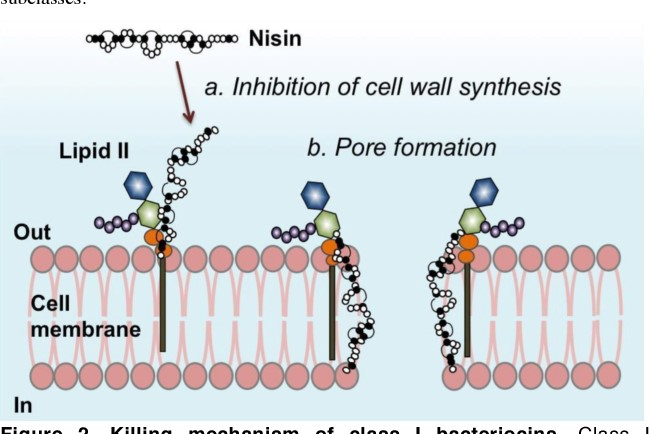 subclasses.
Nisin
a. Inhibition of cell wall synthesis
Lipid II
b. Pore formation
Out
Cell
membrane
In
Figure 2. Killing mechanism of class I bacteriocins. Class I